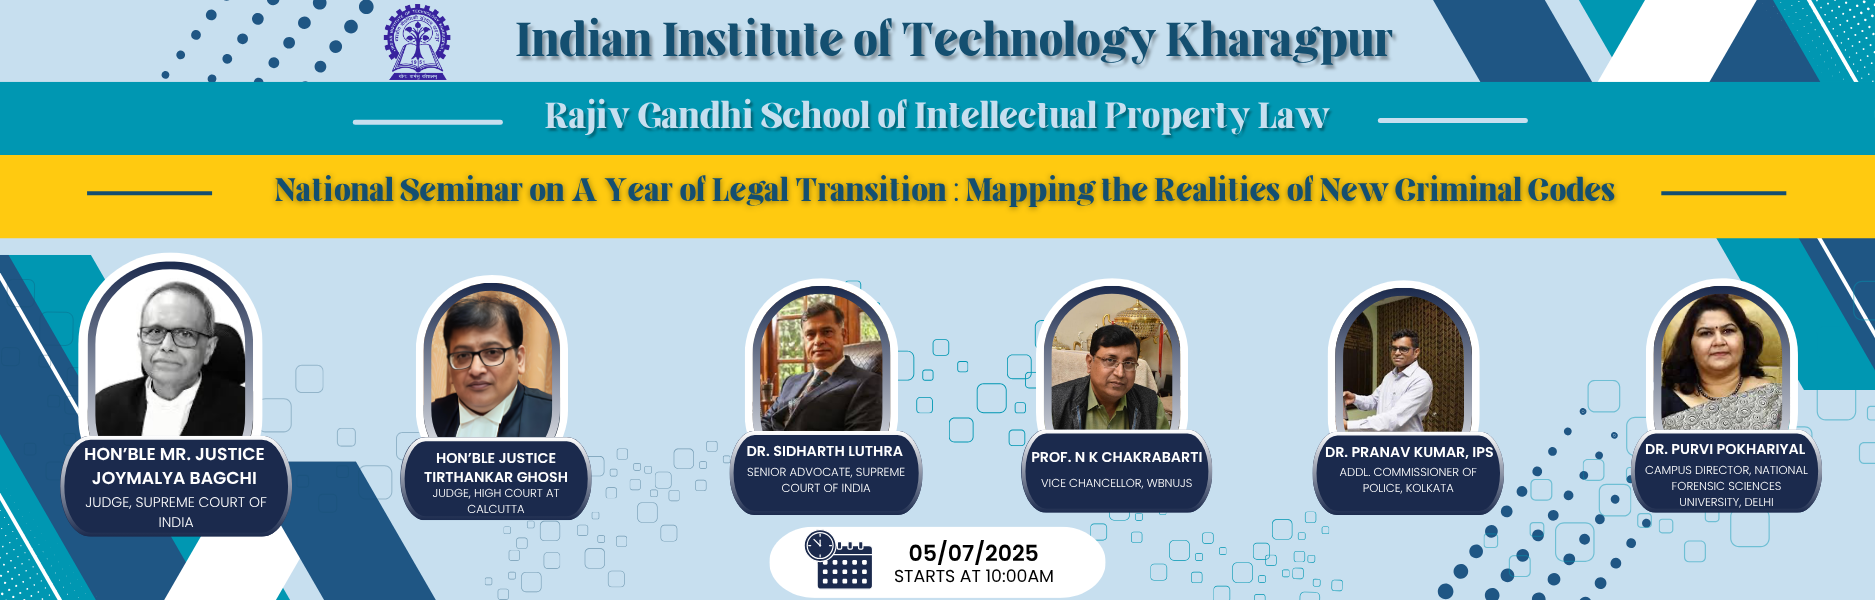 Indian Institute of Technology Kharagpur
Rajiv Gandhi School of Intellectual Property Law
National Seminar on A Year of Legal Transition : Mapping the Realities of New Criminal Codes
HON'BLE MR. JUSTICE
JOYMALYA BAGCHI
JUDGE, SUPREME COURT OF
INDIA
HON'BLE JUSTICE
TIRTHANKAR GHOSH
JUDGE, HIGH COURT AT
CALCUTTA
DR. SIDHARTH LUTHRA
SENIOR ADVOCATE, SUPREME
COURT OF INDIA
PROF. N K CHAKRABARTI
VICE CHANCELLOR, WBNUJS
DR. PRANAV KUMAR, IPS
ADDL. COMMISSIONER OF
POLICE, KOLKATA
DR. PURVI POKHARIYAL
CAMPUS DIRECTOR, NATIONAL
FORENSIC SCIENCES
UNIVERSITY, DELHI
05/07/2025
STARTS AT 10:00AM